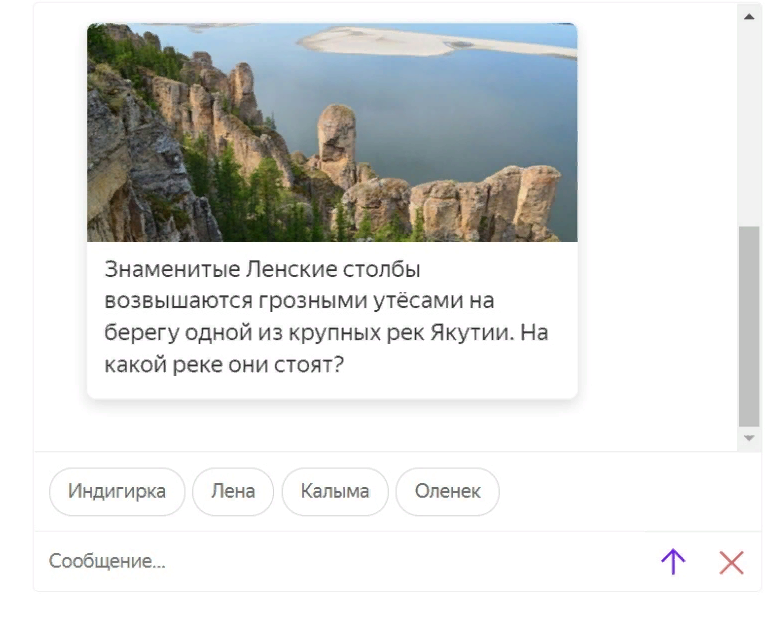 Знаменитые Ленские столбы
возвышаются грозными утёсами на
берегу одной из крупных рек Якутии. На
какой реке они стоят?
Индигирка Лена Калыма Оленек
Сообщение...